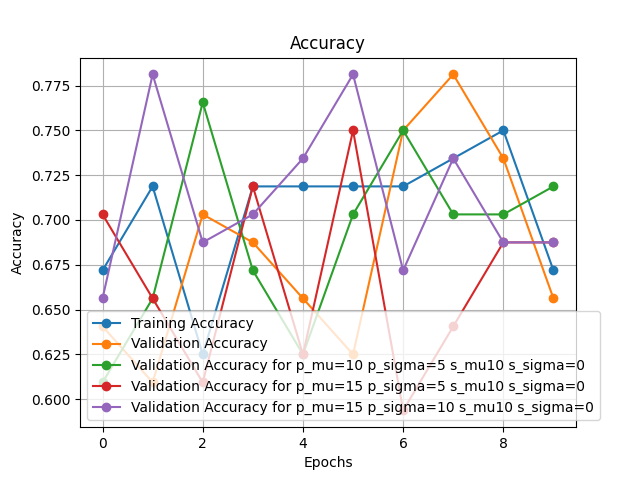 Accuracy
0.775
0.750
0.725
0.700
0.675
0.650
0.625
0.600
Accuracy
Training Accuracy
Validation Accuracy
Validation Accuracy for p_mu=10 p_sigma=5 s_mu10 s_sigma=0
Validation Accuracy for p_mu=15 p_sigma=5 s_mu10 s_sigma=0
Validation Accuracy for p_mu=15 p_sigma=10 s_mu10 s_sigma=0
0 2 4 6 8
Epochs